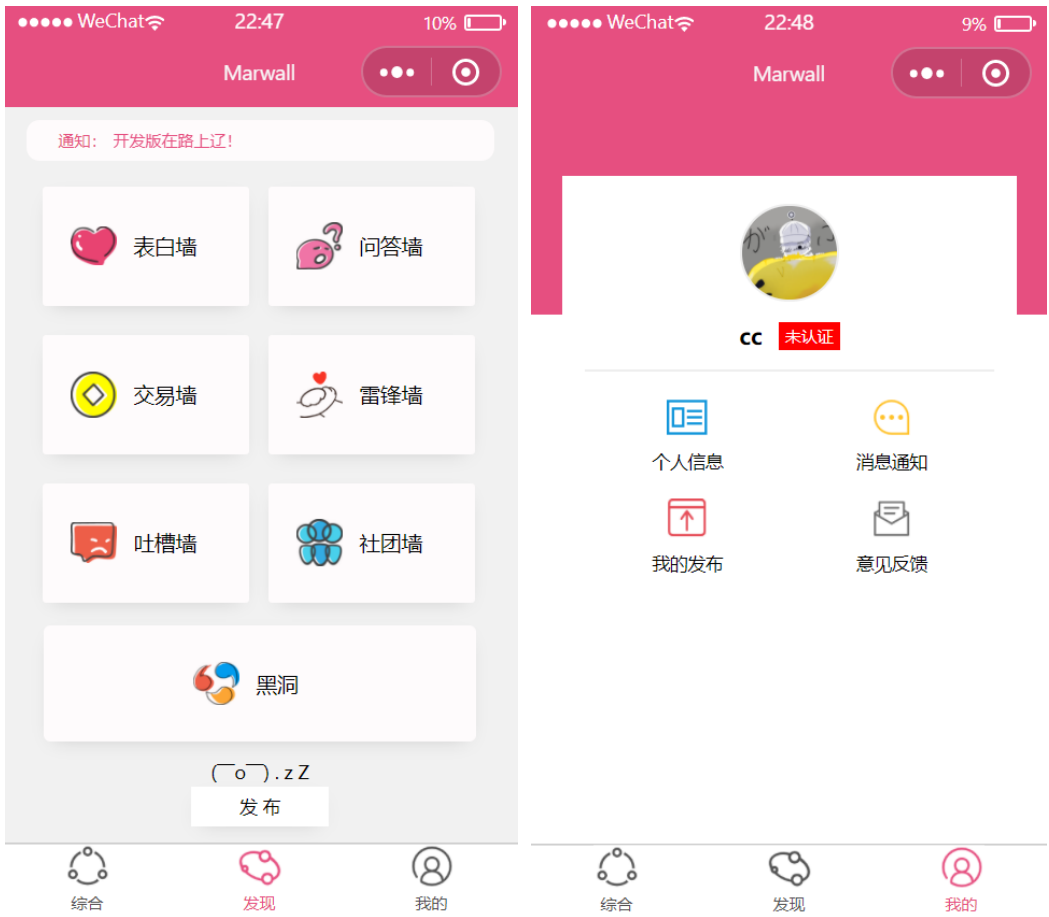 ●●●●● WeChat 22:47 10%
Marwall
通知： 开发版在路上辽！
表白墙 问答墙
交易墙 雷锋墙
吐槽墙 社团墙
黑洞
(￣o￣) . z Z
发 布
综合 发现 我的
●●●●● WeChat 22:48 9%
Marwall
cc 未认证
个人信息 消息通知
我的发布 意见反馈
综合 发现 我的